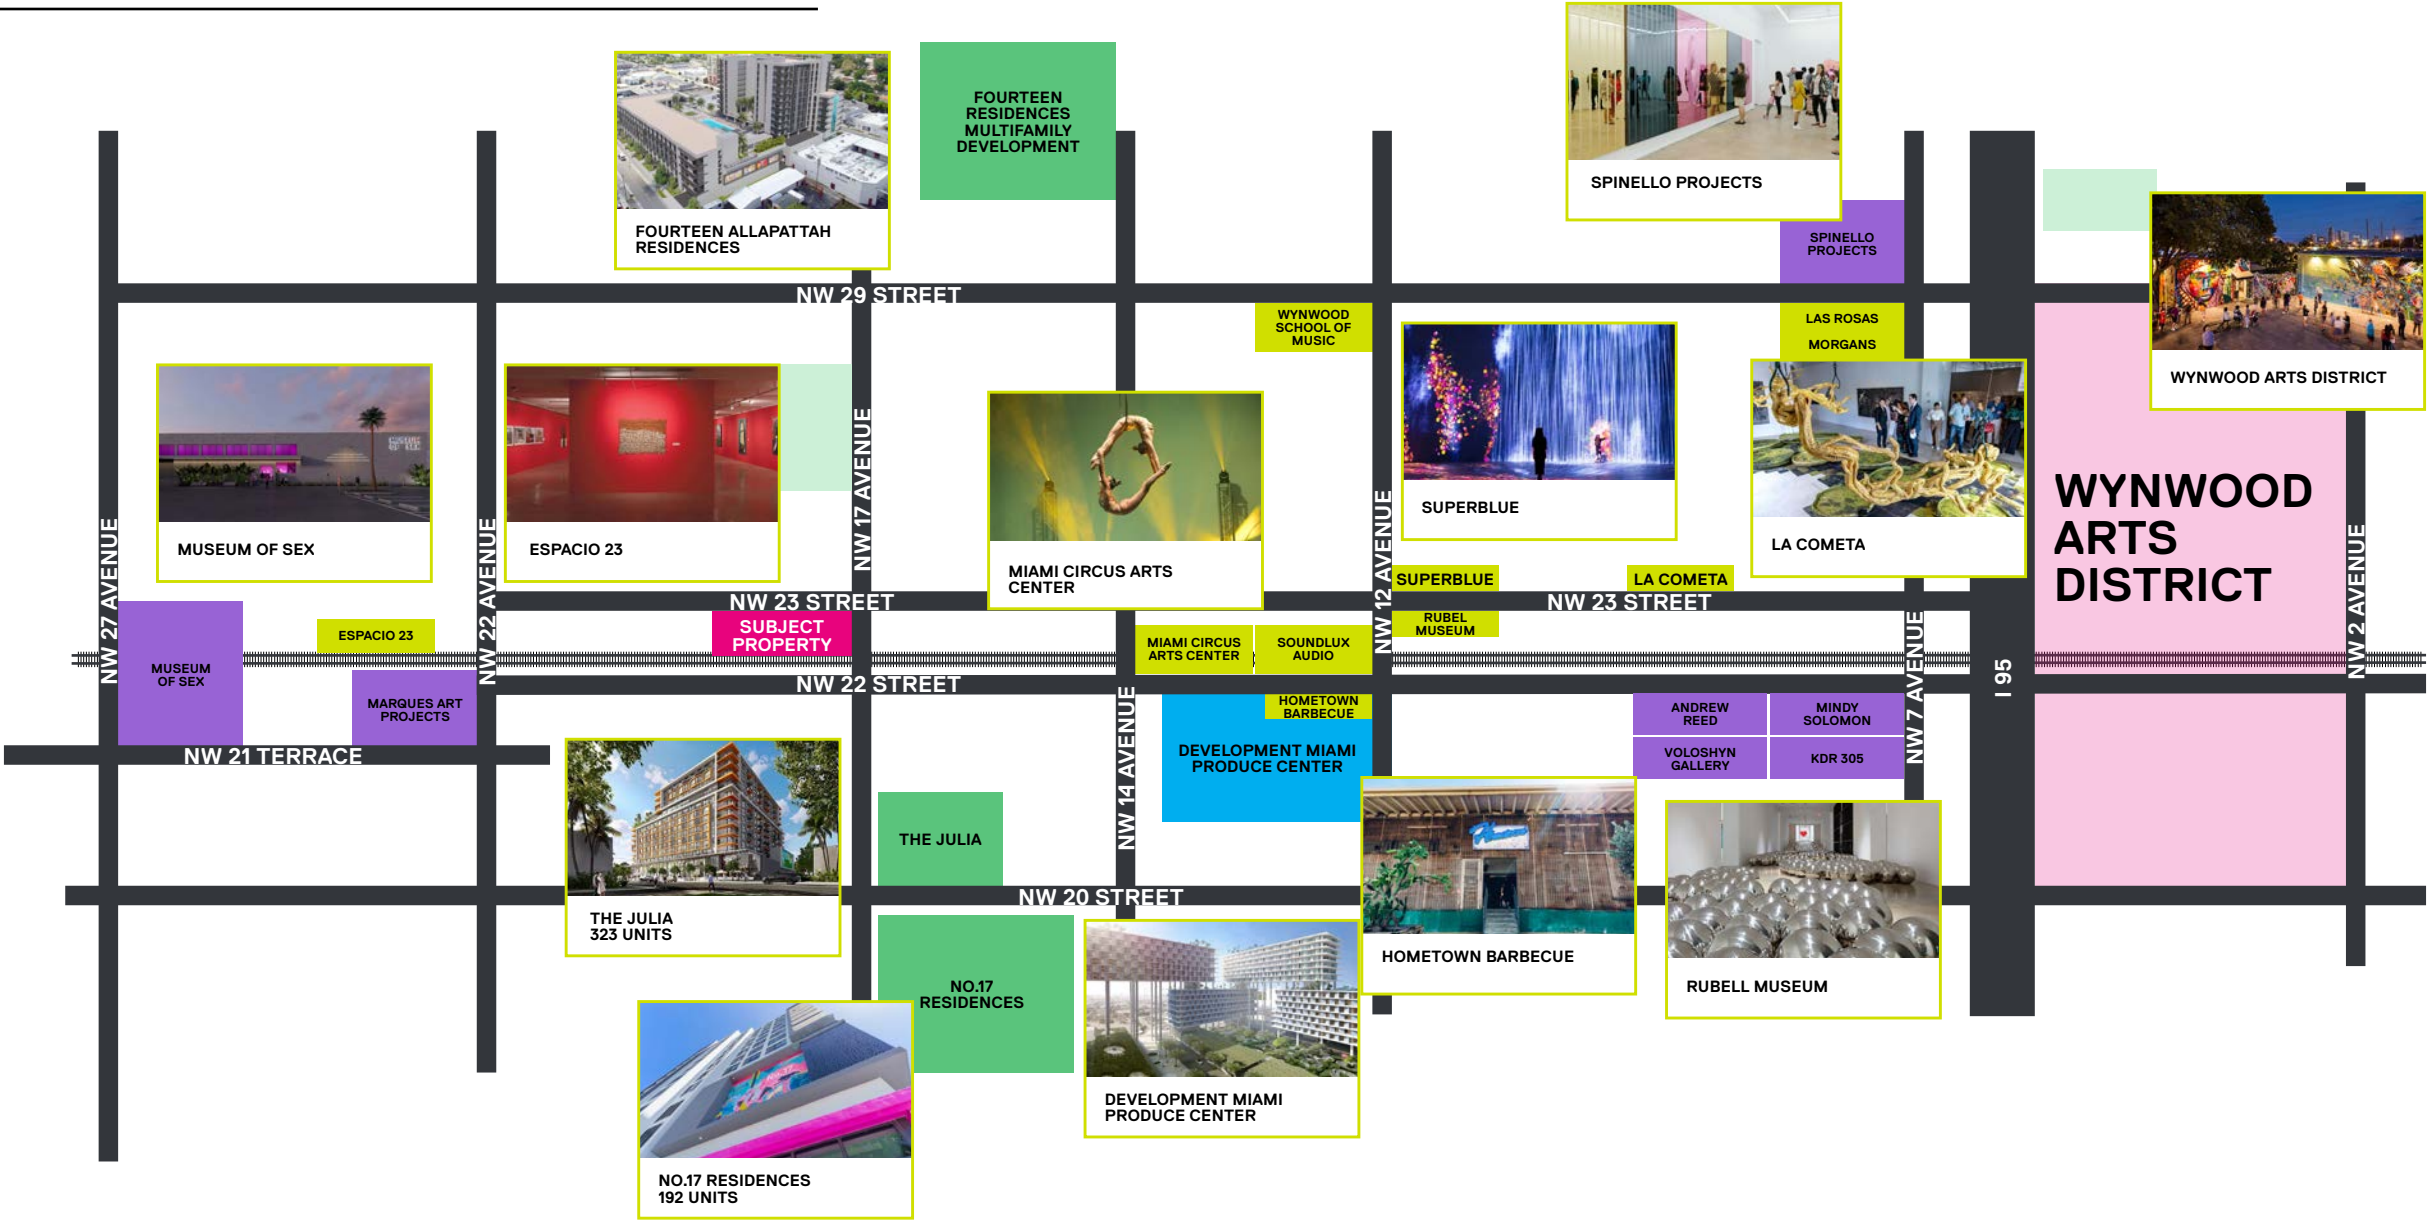 FOURTEEN
RESIDENCES
MULTIFAMILY
DEVELOPMENT
FOURTEEN ALLAPATTAH
RESIDENCES
SPINELLO PROJECTS
SPINELLO
PROJECTS
NW 29 STREET
WYNWOOD
SCHOOL OF
MUSIC
LAS ROSAS
MORGANS
WYNWOOD ARTS DISTRICT
MUSEUM OF SEX
MUSEUM OF SEX
ESPACIO 23
NW 17 AVENUE
MIAMI CIRCUS ARTS
CENTER
SUPERBLUE
LA COMETA
WYNWOOD
ARTS
DISTRICT
NW 27 AVENUE
NW 22 AVENUE
NW 12 AVENUE
NW 2 AVENUE
SUPERBLUE
LA COMETA
NW 23 STREET
NW 23 STREET
SUBJECT
PROPERTY
ESPACIO 23
MUSEUM
OF SEX
MARQUES ART
PROJECTS
MIAMI CIRCUS
ARTS CENTER
SOUNDLUX
AUDIO
RUBEL
MUSEUM
NW 7 AVENUE
I 95
NW 22 STREET
NW 14 AVENUE
HOMETOWN
BARBECUE
DEVELOPMENT MIAMI
PRODUCE CENTER
ANDREW
REED
MINDY
SOLOMON
VOLOSHYN
GALLERY
KDR 305
NW 21 TERRACE
THE JULIA
NW 20 STREET
THE JULIA
323 UNITS
HOMETOWN BARBECUE
RUBELL MUSEUM
NO.17
RESIDENCES
DEVELOPMENT MIAMI
PRODUCE CENTER
NO.17 RESIDENCES
192 UNITS